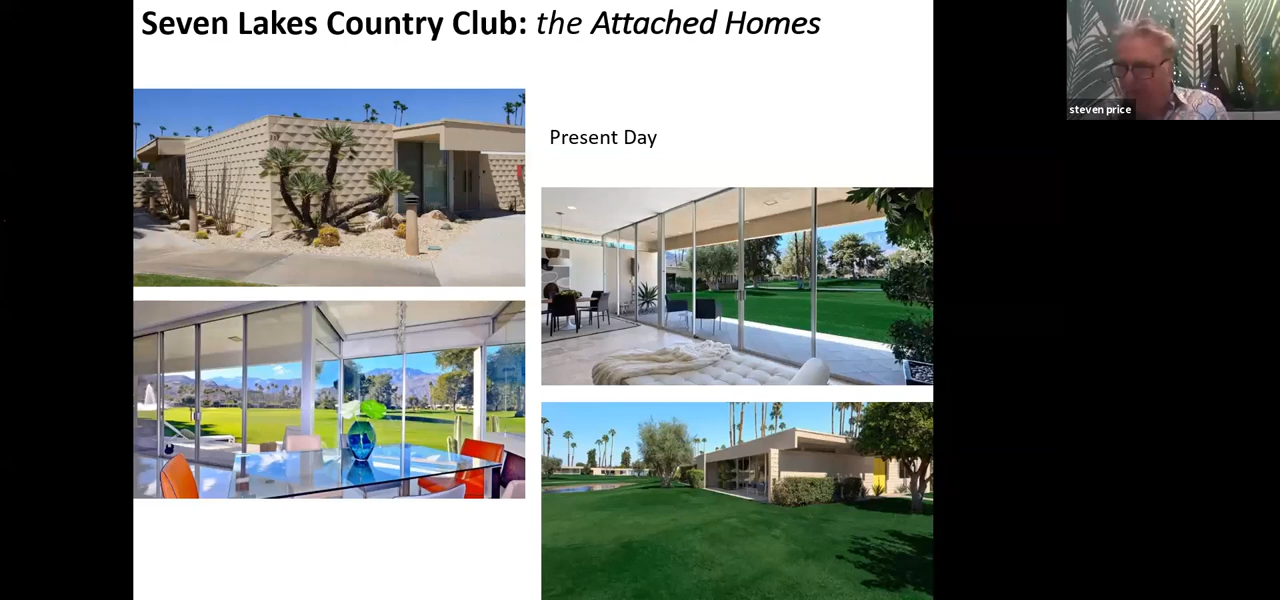 Seven Lakes Country Club: the Attached Homes
Present Day
steven price